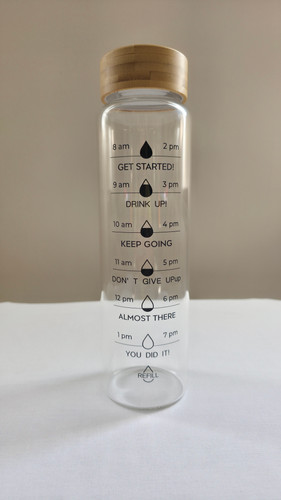 8 am 2 pm
GET STARTED!
9 am 3 pm
DRINK UP!
10 am 4 pm
KEEP GOING
11 am 5 pm
DON' T GIVE UPup
12 pm 6 pm
ALMOST THERE
1 pm 7 pm
YOU DID IT!
REFILL